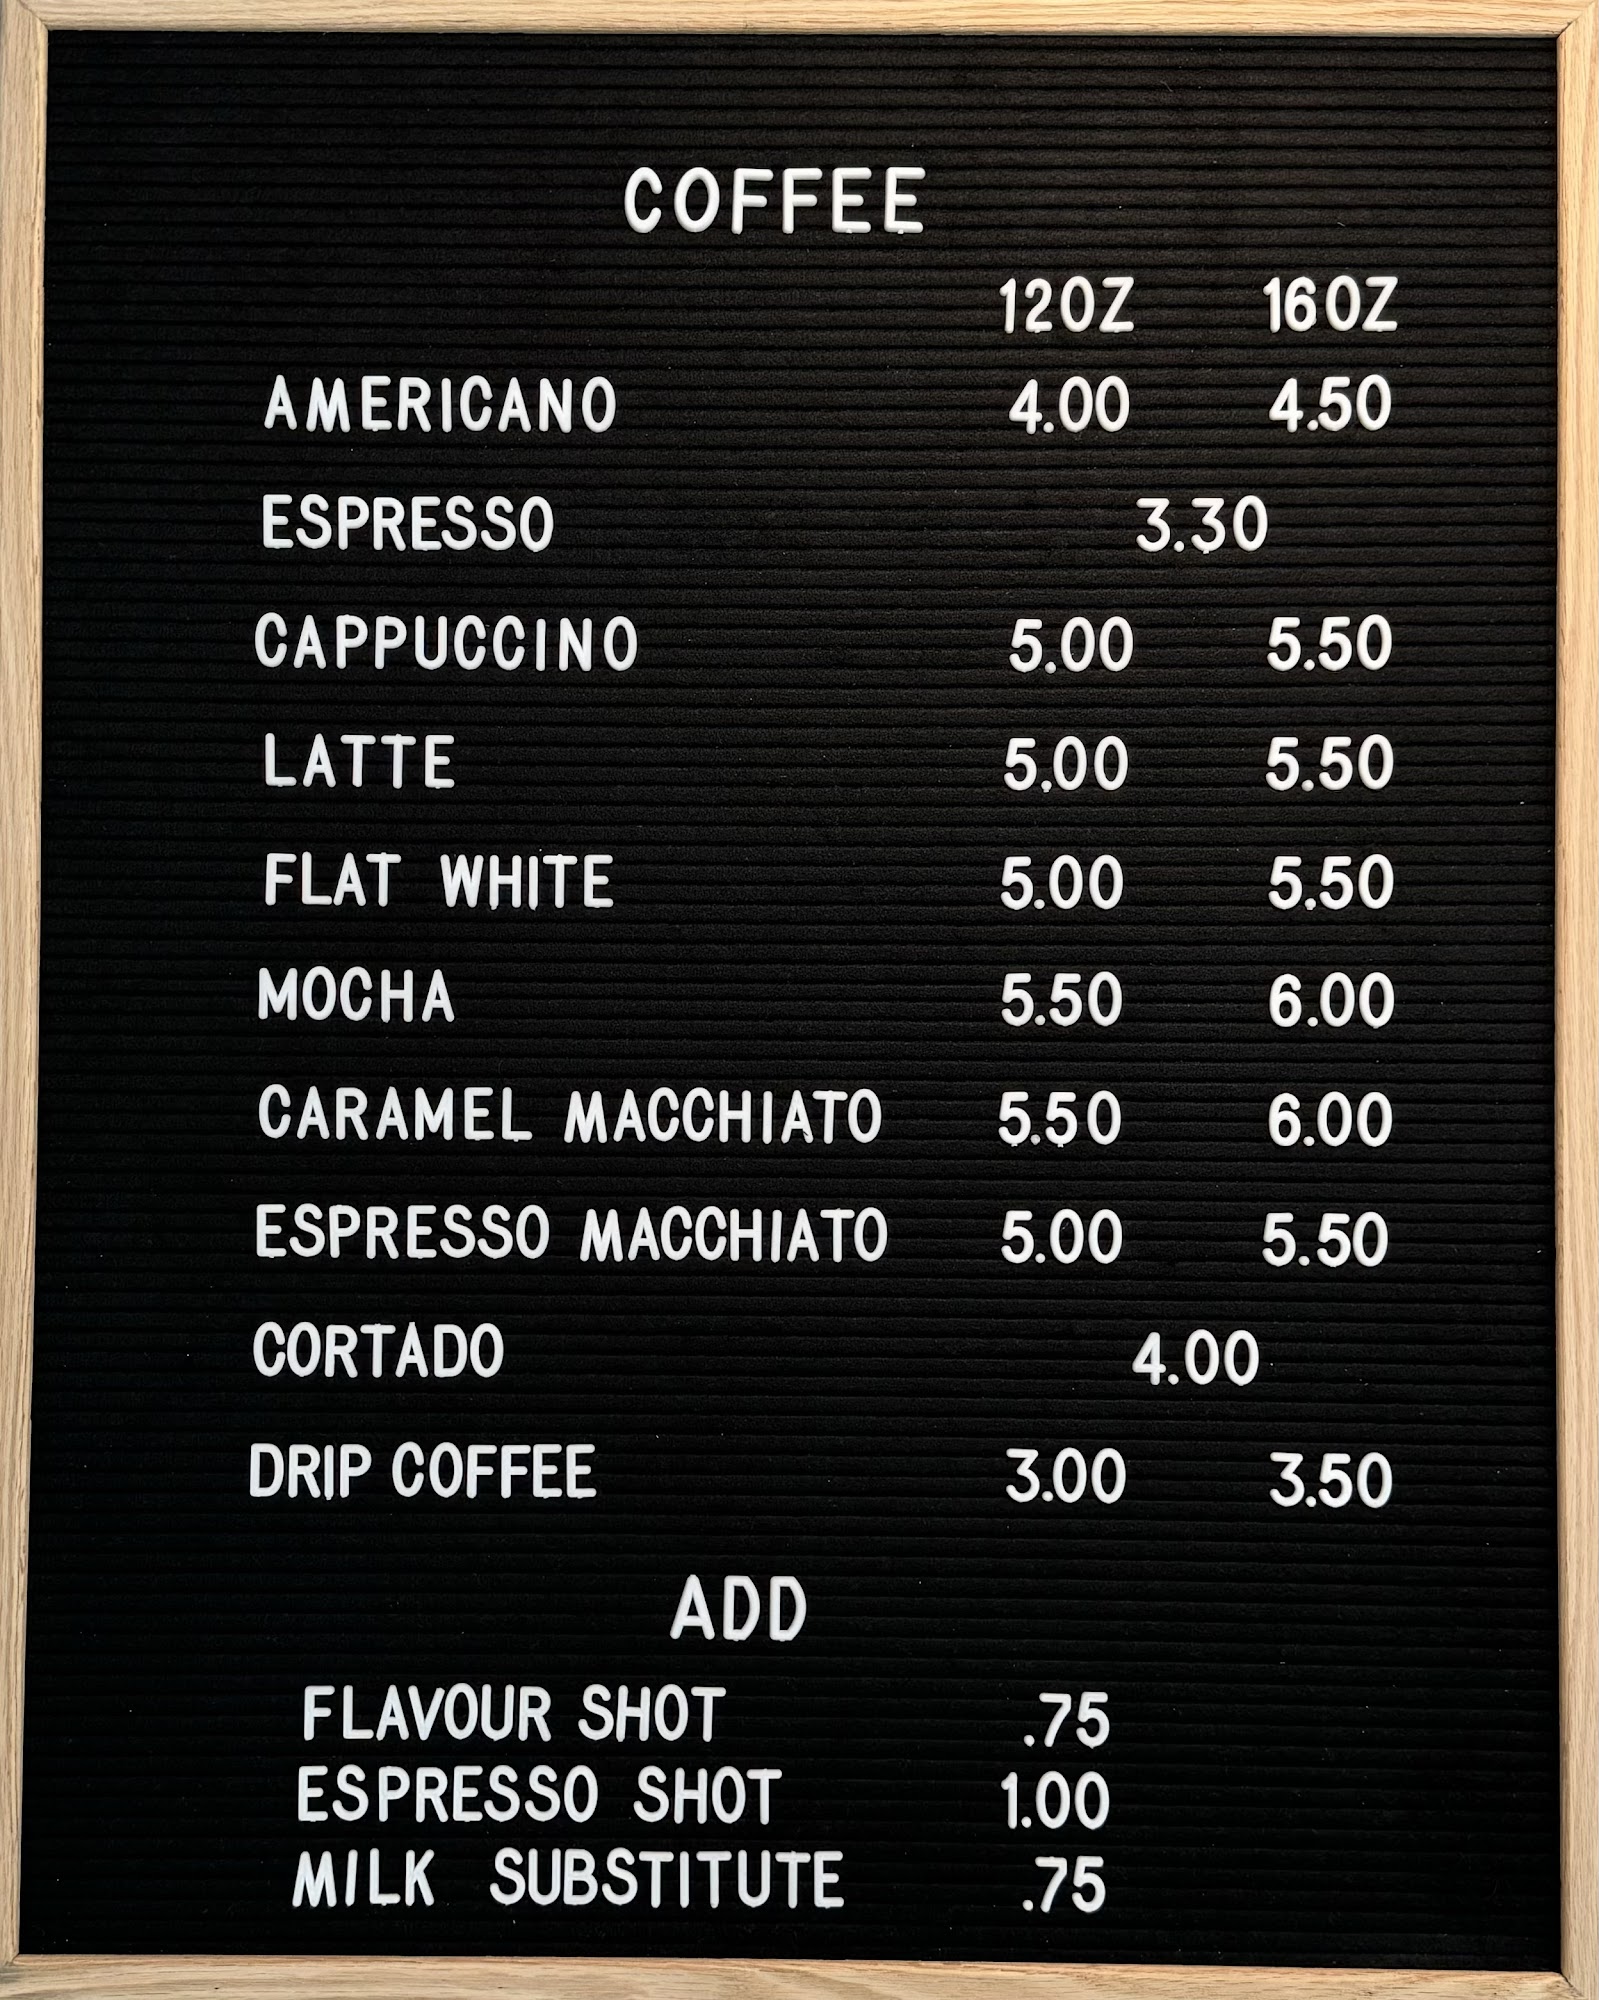 COFFEE
12OZ 16OZ
AMERICANO 4.00 4.50
ESPRESSO 3.30
CAPPUCCINO 5.00 5.50
LATTE 5.00 5.50
FLAT WHITE 5.00 5.50
MOCHA 5.50 6.00
CARAMEL MACCHIATO 5.50 6.00
ESPRESSO MACCHIATO 5.00 5.50
CORTADO 4.00
DRIP COFFEE 3.00 3.50
ADD
FLAVOUR SHOT .75
ESPRESSO SHOT 1.00
MILK SUBSTITUTE .75